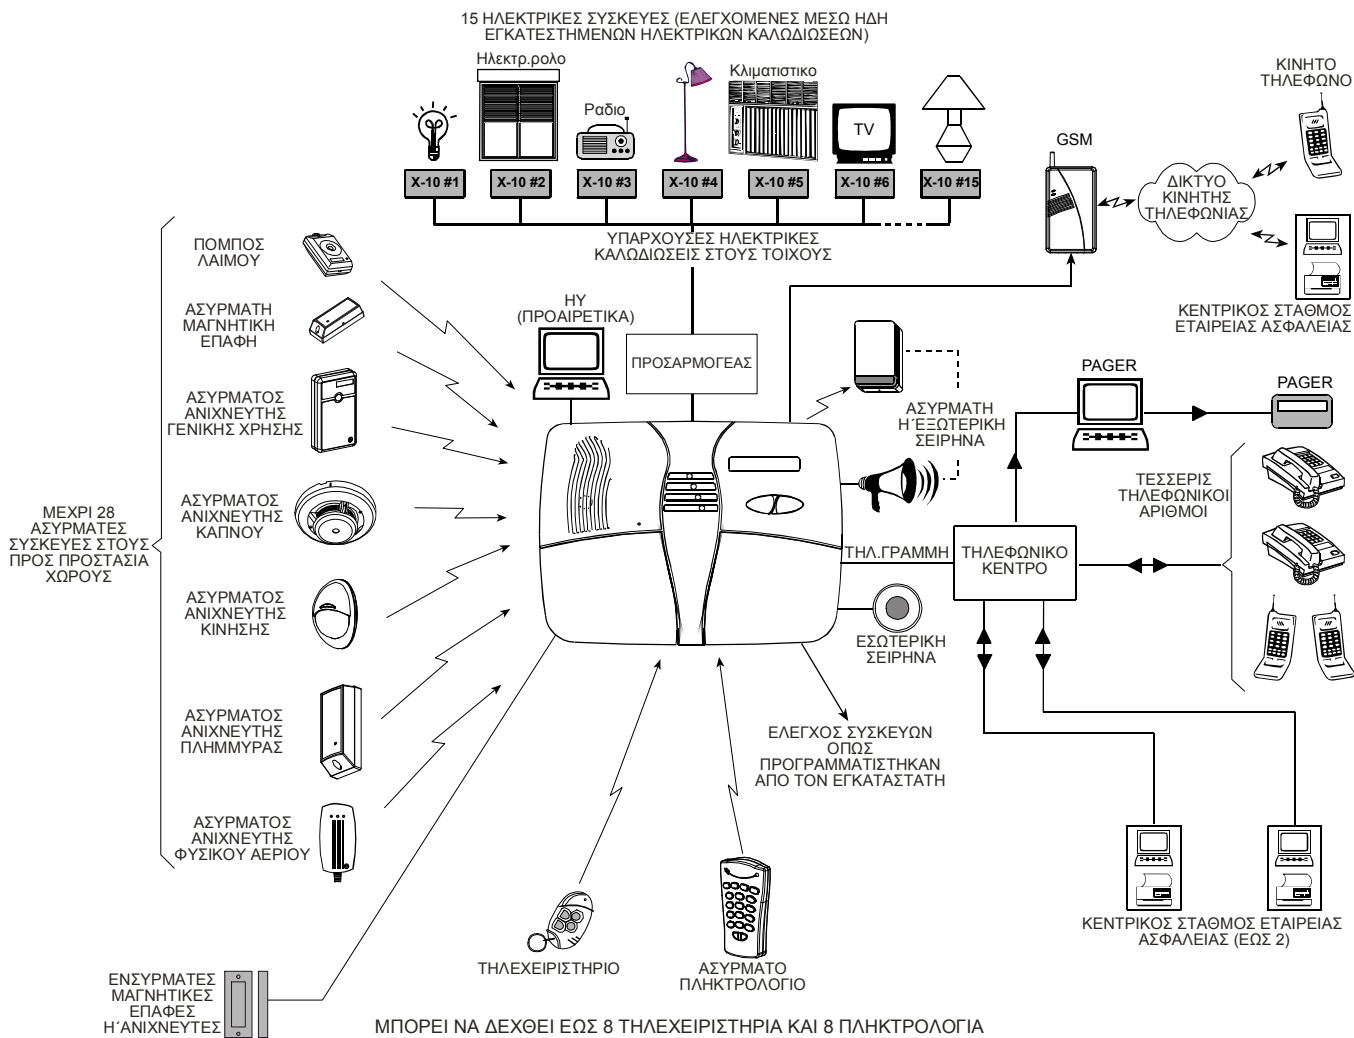 15 ΗΛΕΚΤΡΙΚΕΣ ΣΥΣΚΕΥΕΣ (ΕΛΕΓΧΟΜΕΝΕΣ ΜΕΣΩ ΗΔΗ
ΕΓΚΑΤΕΣΤΗΜΕΝΩΝ ΗΛΕΚΤΡΙΚΩΝ ΚΑΛΩΔΙΩΣΕΩΝ)
Ηλεκτρ.ρολο
Ραδιο
Κλιματιστικο
TV
X-10 #1
X-10 #2
X-10 #3
X-10 #4
X-10 #5
X-10 #6
X-10 #15
ΥΠΑΡΧΟΥΣΕΣ ΗΛΕΚΤΡΙΚΕΣ
ΚΑΛΩΔΙΩΣΕΙΣ ΣΤΟΥΣ ΤΟΙΧΟΥΣ
GSM
ΔΙΚΤΥΟ
ΚΙΝΗΤΗΣ
ΤΗΛΕΦΩΝΙΑΣ
ΚΙΝΗΤΟ
ΤΗΛΕΦΩΝΟ
ΚΕΝΤΡΙΚΟΣ ΣΤΑΘΜΟΣ
ΕΤΑΙΡΕΙΑΣ ΑΣΦΑΛΕΙΑΣ
ΜΕΧΡΙ 28
ΑΣΥΡΜΑΤΕΣ
ΣΥΣΚΕΥΕΣ ΣΤΟΥΣ
ΠΡΟΣ ΠΡΟΣΤΑΣΙΑ
ΧΩΡΟΥΣ
ΠΟΜΠΟΣ
ΛΑΙΜΟΥ
ΑΣΥΡΜΑΤΗ
ΜΑΓΝΗΤΙΚΗ
ΕΠΑΦΗ
ΑΣΥΡΜΑΤΟΣ
ΑΝΙΧΝΕΥΤΗΣ
ΓΕΝΙΚΗΣ ΧΡΗΣΗΣ
ΑΣΥΡΜΑΤΟΣ
ΑΝΙΧΝΕΥΤΗΣ
ΚΑΠΝΟΥ
ΑΣΥΡΜΑΤΟΣ
ΑΝΙΧΝΕΥΤΗΣ
ΚΙΝΗΣΗΣ
ΑΣΥΡΜΑΤΟΣ
ΑΝΙΧΝΕΥΤΗΣ
ΠΛΗΜΜΥΡΑΣ
ΑΣΥΡΜΑΤΟΣ
ΑΝΙΧΝΕΥΤΗΣ
ΦΥΣΙΚΟΥ ΑΕΡΙΟΥ
ΕΝΣΥΡΜΑΤΕΣ
ΜΑΓΝΗΤΙΚΕΣ
ΕΠΑΦΕΣ
Η΄ΑΝΙΧΝΕΥΤΕΣ
ΗΥ
(ΠΡΟΑΙΡΕΤΙΚΑ)
ΠΡΟΣΑΡΜΟΓΕΑΣ
ΑΣΥΡΜΑΤΗ
Η΄ΕΞΩΤΕΡΙΚΗ
ΣΕΙΡΗΝΑ
PAGER
PAGER
ΤΕΣΣΕΡΙΣ
ΤΗΛΕΦΩΝΙΚΟΙ
ΑΡΙΘΜΟΙ
ΤΗΛ.ΓΡΑΜΜΗ
ΤΗΛΕΦΩΝΙΚΟ
ΚΕΝΤΡΟ
ΕΣΩΤΕΡΙΚΗ
ΣΕΙΡΗΝΑ
ΕΛΕΓΧΟΣ ΣΥΣΚΕΥΩΝ
ΟΠΩΣ
ΠΡΟΓΡΑΜΜΑΤΙΣΤΗΚΑΝ
ΑΠΟ ΤΟΝ ΕΓΚΑΤΑΣΤΑΤΗ
ΚΕΝΤΡΙΚΟΣ ΣΤΑΘΜΟΣ ΕΤΑΙΡΕΙΑΣ
ΑΣΦΑΛΕΙΑΣ (ΕΩΣ 2)
ΤΗΛΕΧΕΙΡΙΣΤΗΡΙΟ
ΑΣΥΡΜΑΤΟ
ΠΛΗΚΤΡΟΛΟΓΙΟ
ΜΠΟΡΕΙ ΝΑ ΔΕΧΘΕΙ ΕΩΣ 8 ΤΗΛΕΧΕΙΡΙΣΤΗΡΙΑ ΚΑΙ 8 ΠΛΗΚΤΡΟΛΟΓΙΑ